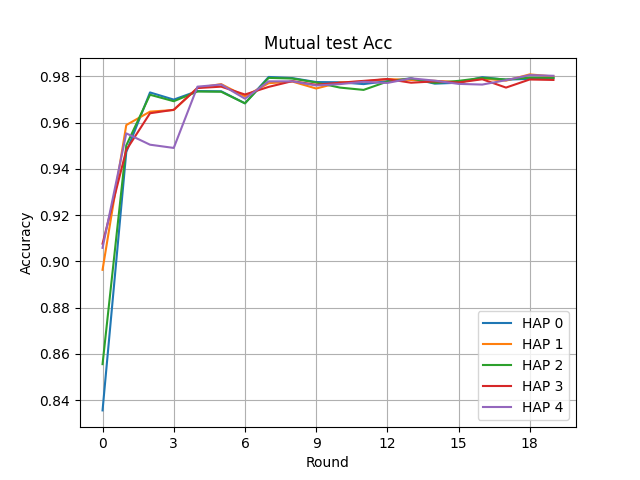 Mutual test Acc
Accuracy
0.98
0.96
0.94
0.92
0.90
0.88
0.86
0.84
HAP 0
HAP 1
HAP 2
HAP 3
HAP 4
0 3 6 9 12 15 18
Round